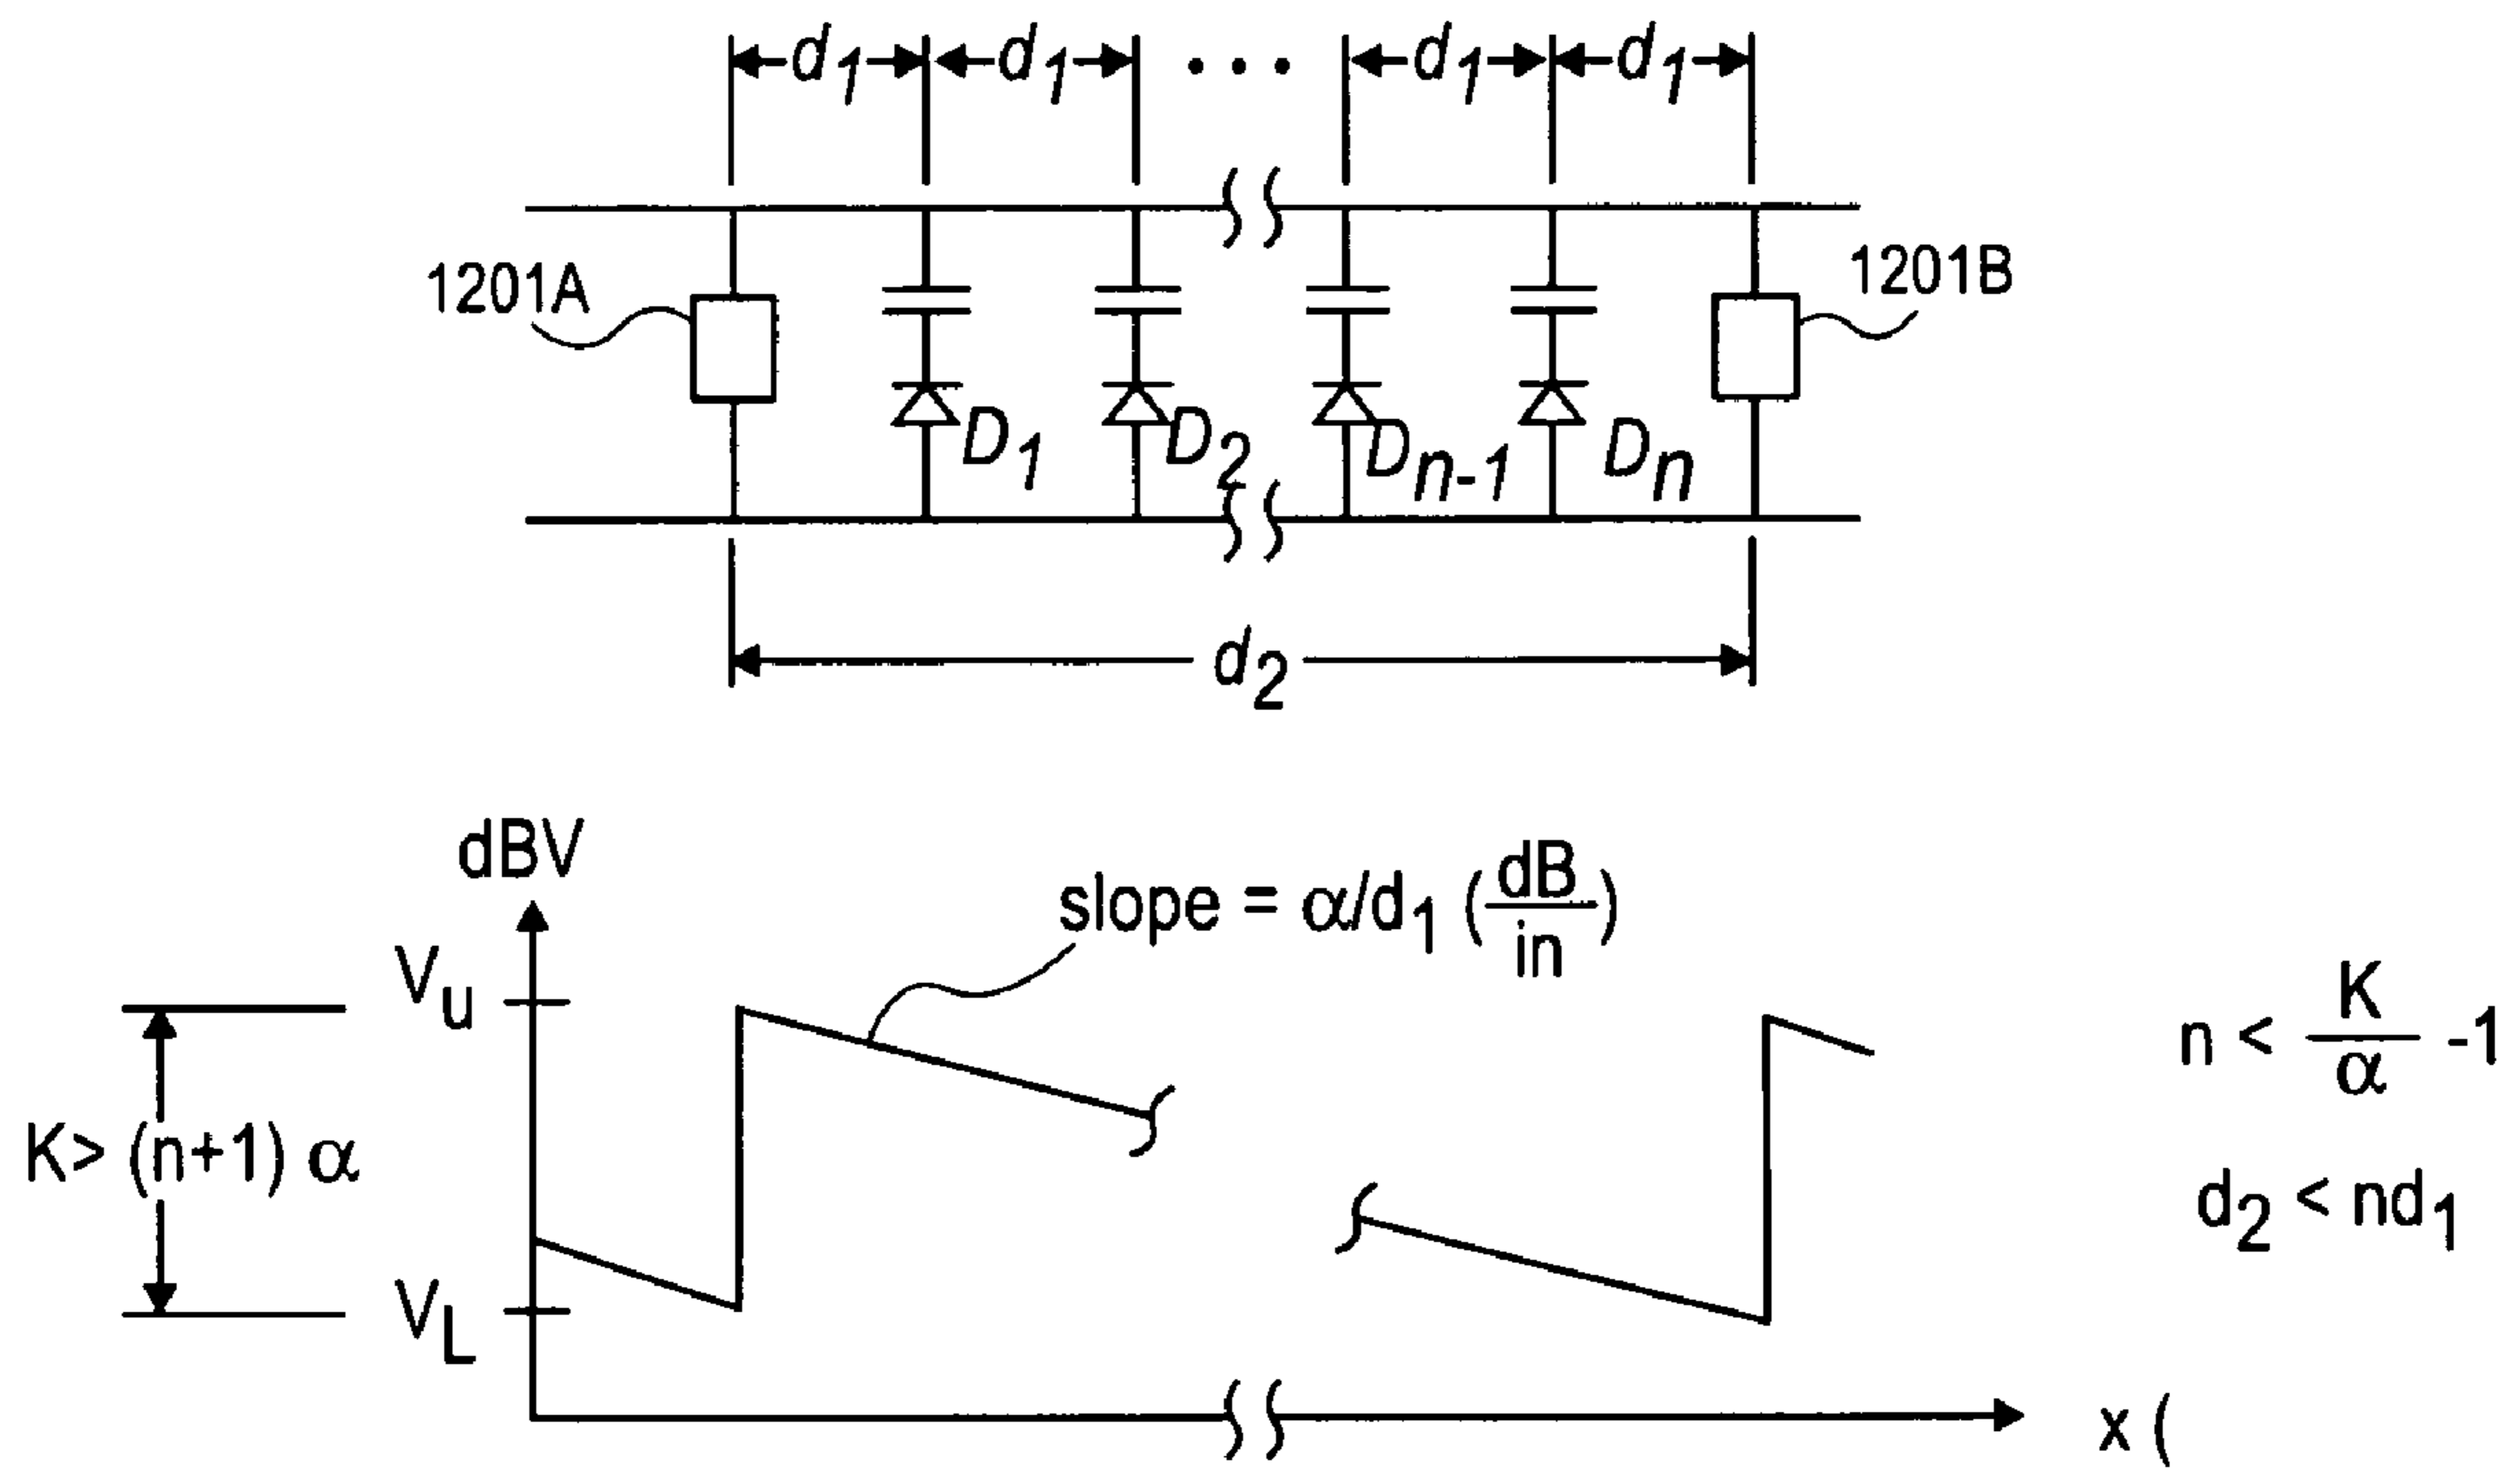 d1 d1 ... d1 d1
1201A
1201B
D1 D2 Dn-1 Dn
d2
dBV
slope = α/d1 (dB/in)
Vu
K> (n+1) α
VL
n < K/α -1
d2 < nd1
x (